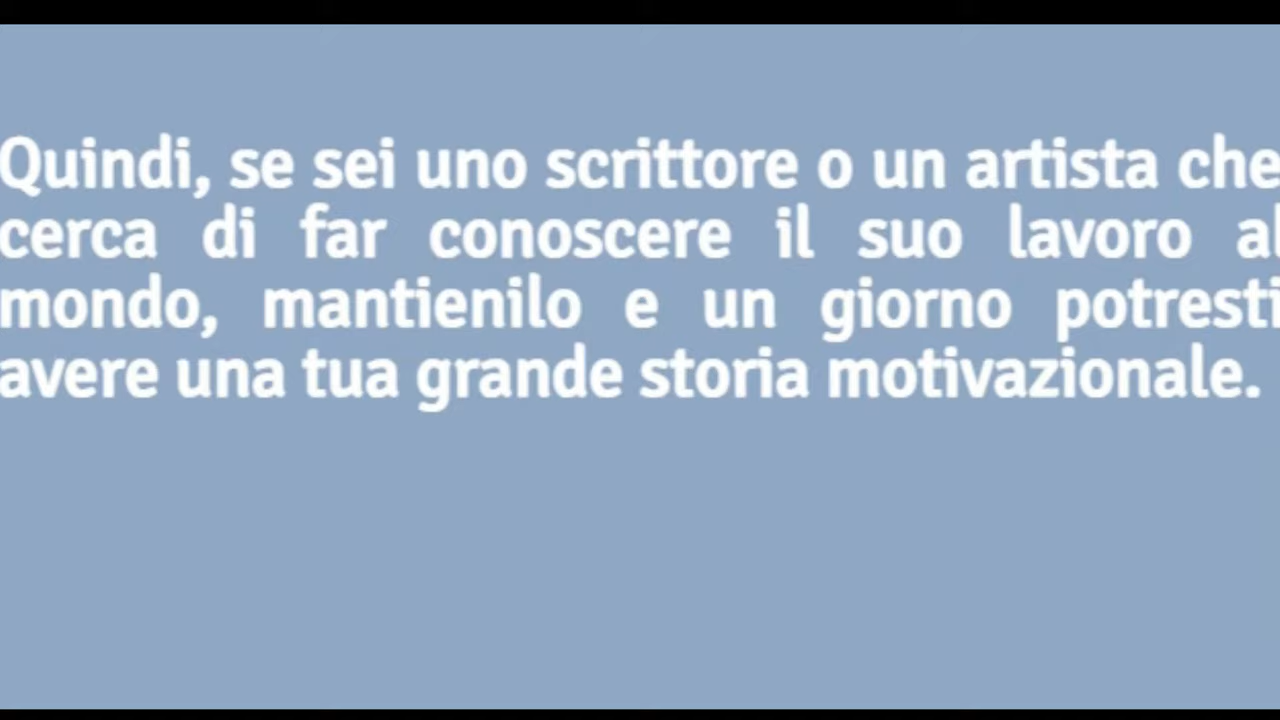 Quindi, se sei uno scrittore o un artista che
cerca di far conoscere il suo lavoro al
mondo, mantienilo e un giorno potresti
avere una tua grande storia motivazionale.